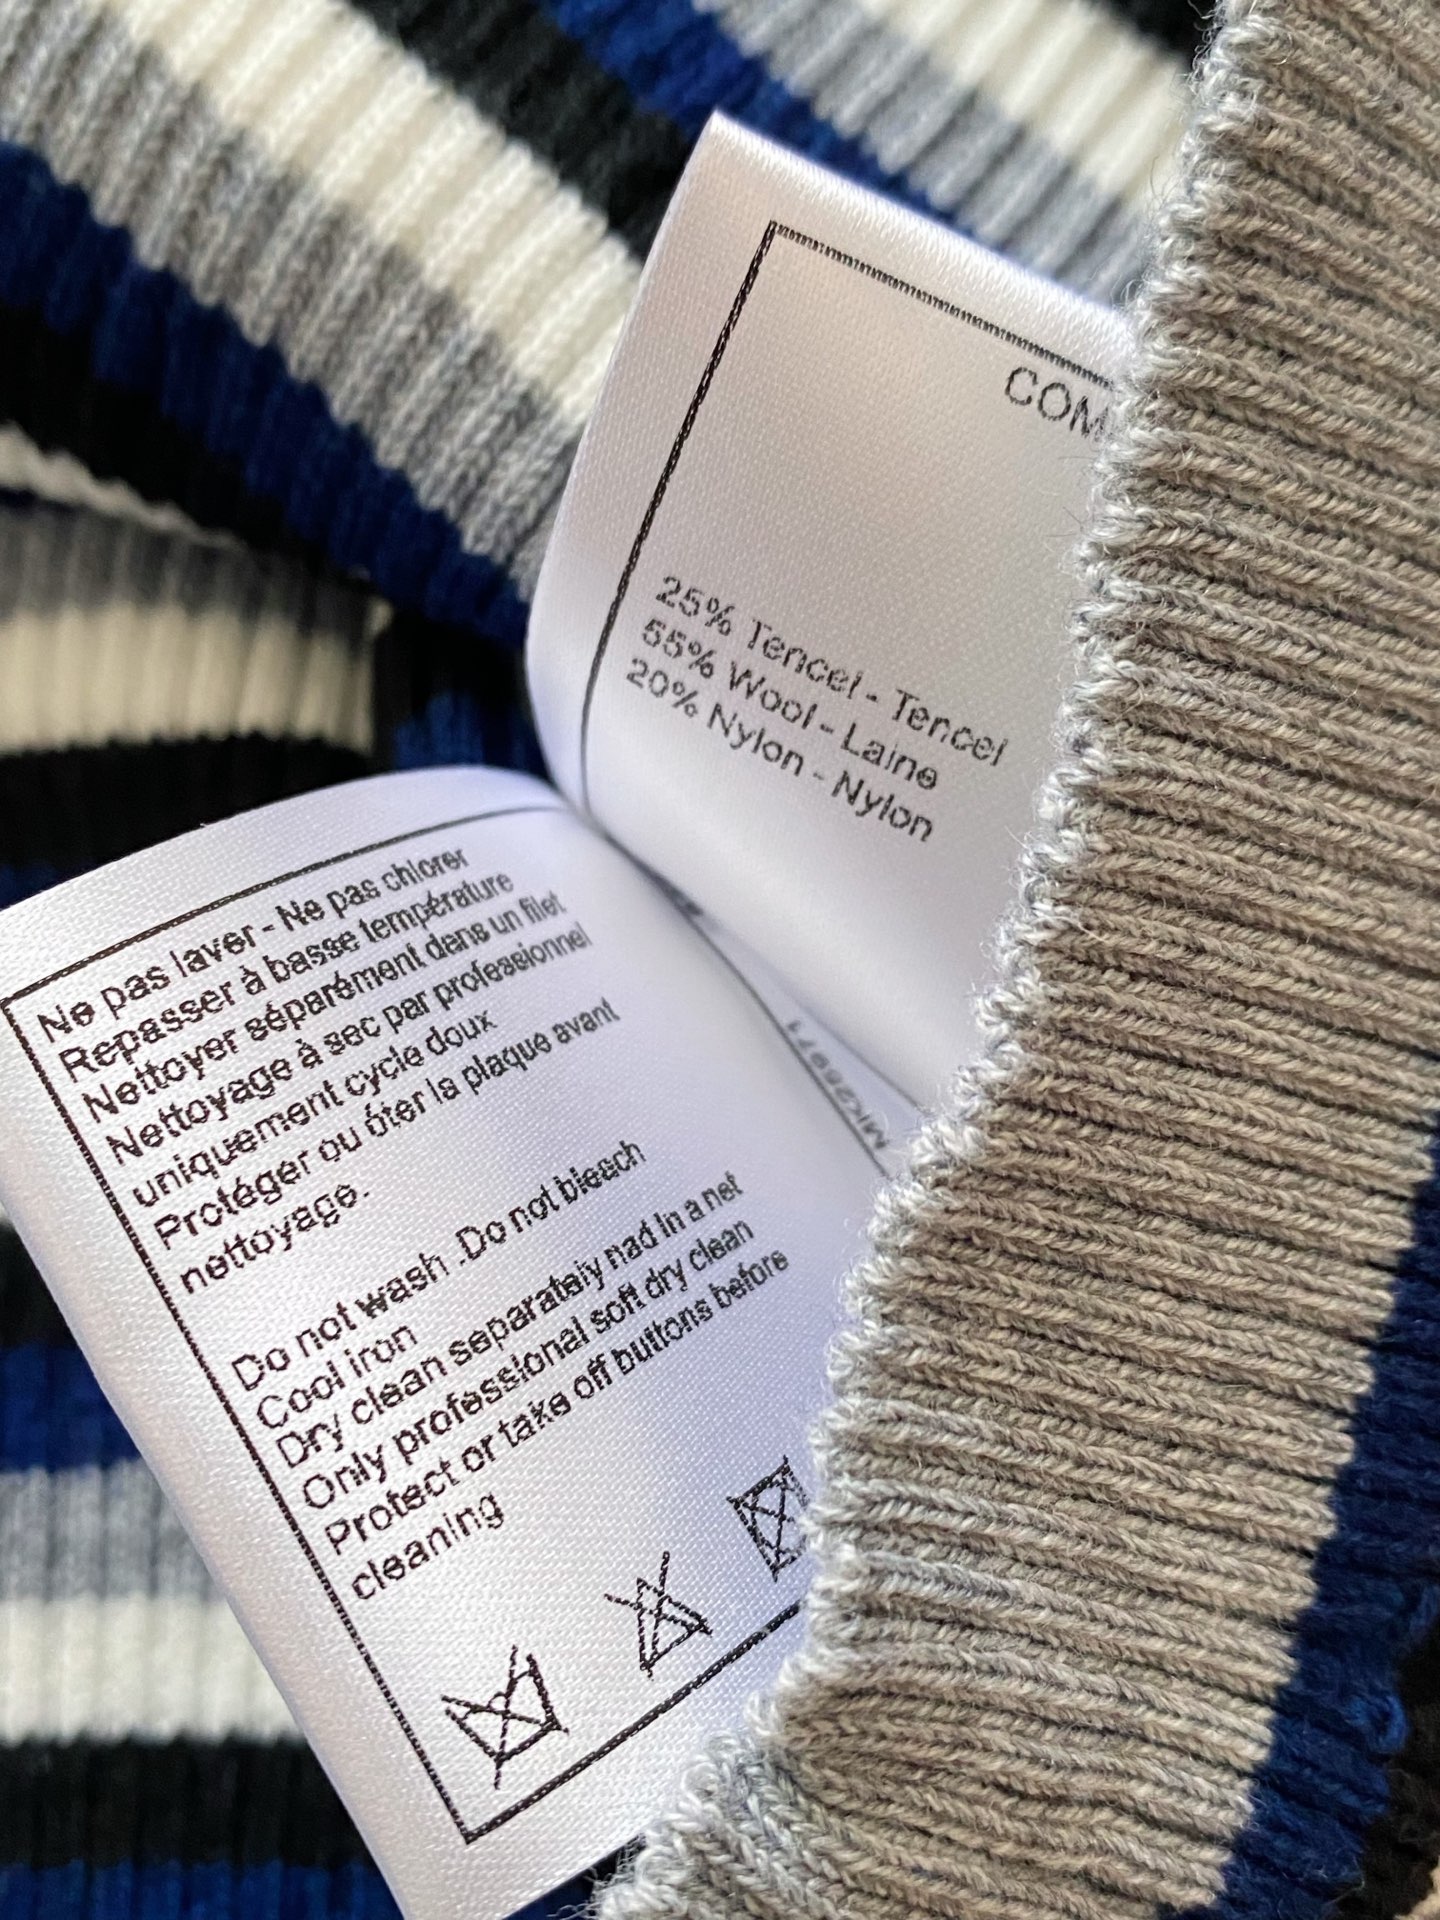 COM
25% Tencel - Tencel
55% Wool - Laine
20% Nylon - Nylon
Ne pas laver - Ne pas chlorer
Repasser à basse température
Nettoyer séparément dans un filet
Nettoyage à sec par professionnel
uniquement cycle doux
Protéger ou ôter la plaque avant
nettoyage.
Do not wash .Do not bleach
Cool iron
Dry clean separately nad in a net
Only professional soft dry clean
Protect or take off buttons before
cleaning